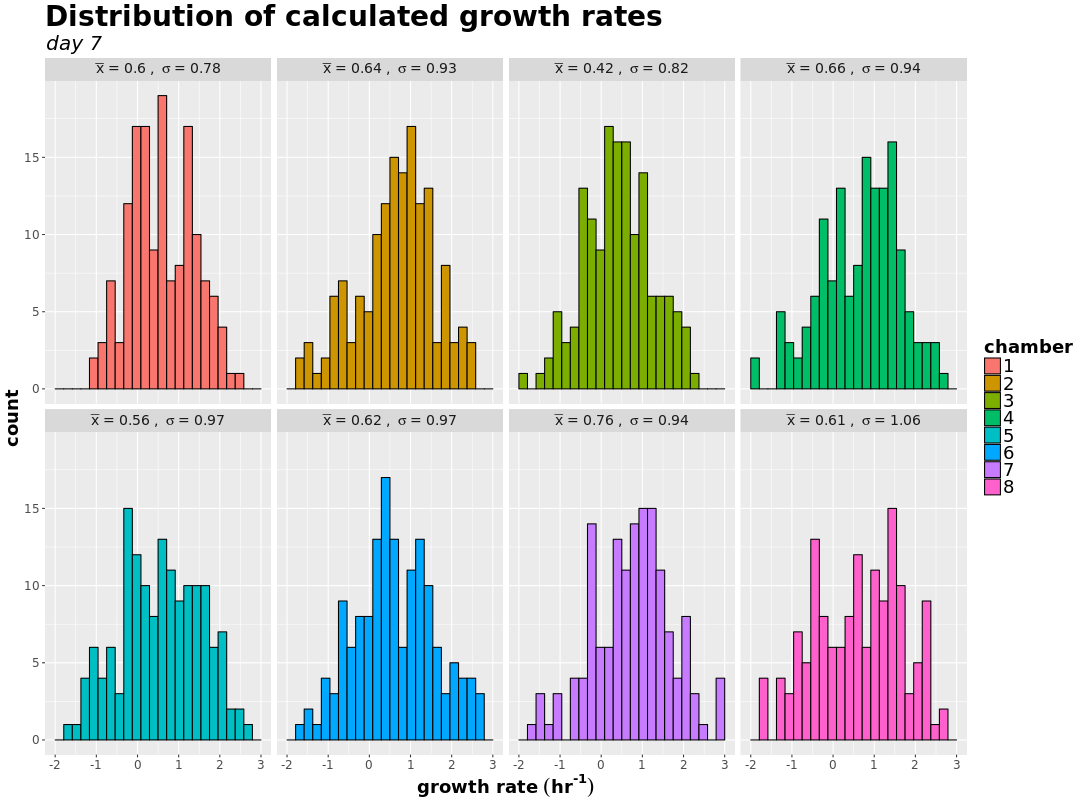 Distribution of calculated growth rates
day 7
x̅ = 0.6 , σ = 0.78
x̅ = 0.64 , σ = 0.93
x̅ = 0.42 , σ = 0.82
x̅ = 0.66 , σ = 0.94
15
10
5
0
x̅ = 0.56 , σ = 0.97
x̅ = 0.62 , σ = 0.97
x̅ = 0.76 , σ = 0.94
x̅ = 0.61 , σ = 1.06
15
10
5
0
-2 -1 0 1 2 3
-2 -1 0 1 2 3
-2 -1 0 1 2 3
-2 -1 0 1 2 3
count
growth rate (hr⁻¹)
chamber
1
2
3
4
5
6
7
8